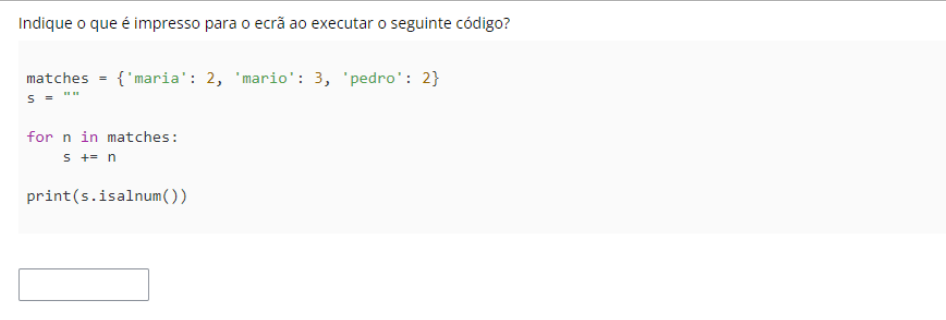 Indique o que é impresso para o ecrã ao executar o seguinte código?
matches = {'maria': 2, 'mario': 3, 'pedro': 2}
s = ""
for n in matches:
    s += n
print(s.isalnum())